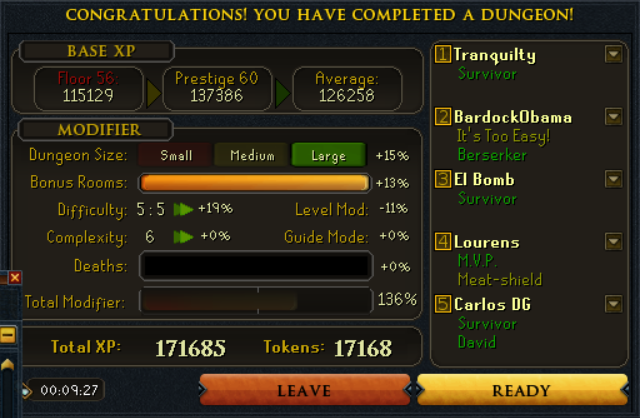 CONGRATULATIONS! YOU HAVE COMPLETED A DUNGEON!
BASE XP
Floor 56:
115129
Prestige 60
137386
Average:
126258
MODIFIER
Dungeon Size: Small Medium Large +15%
Bonus Rooms: +13%
Difficulty: 5 : 5 +19% Level Mod: -11%
Complexity: 6 +0% Guide Mode: +0%
Deaths: +0%
Total Modifier: 136%
Total XP: 171685 Tokens: 17168
00:09:27
LEAVE
READY
1 Tranquilty
Survivor
2 BardockObama
It's Too Easy!
Berserker
3 El Bomb
Survivor
4 Lourens
M.V.P.
Meat-shield
5 Carlos DG
Survivor
David